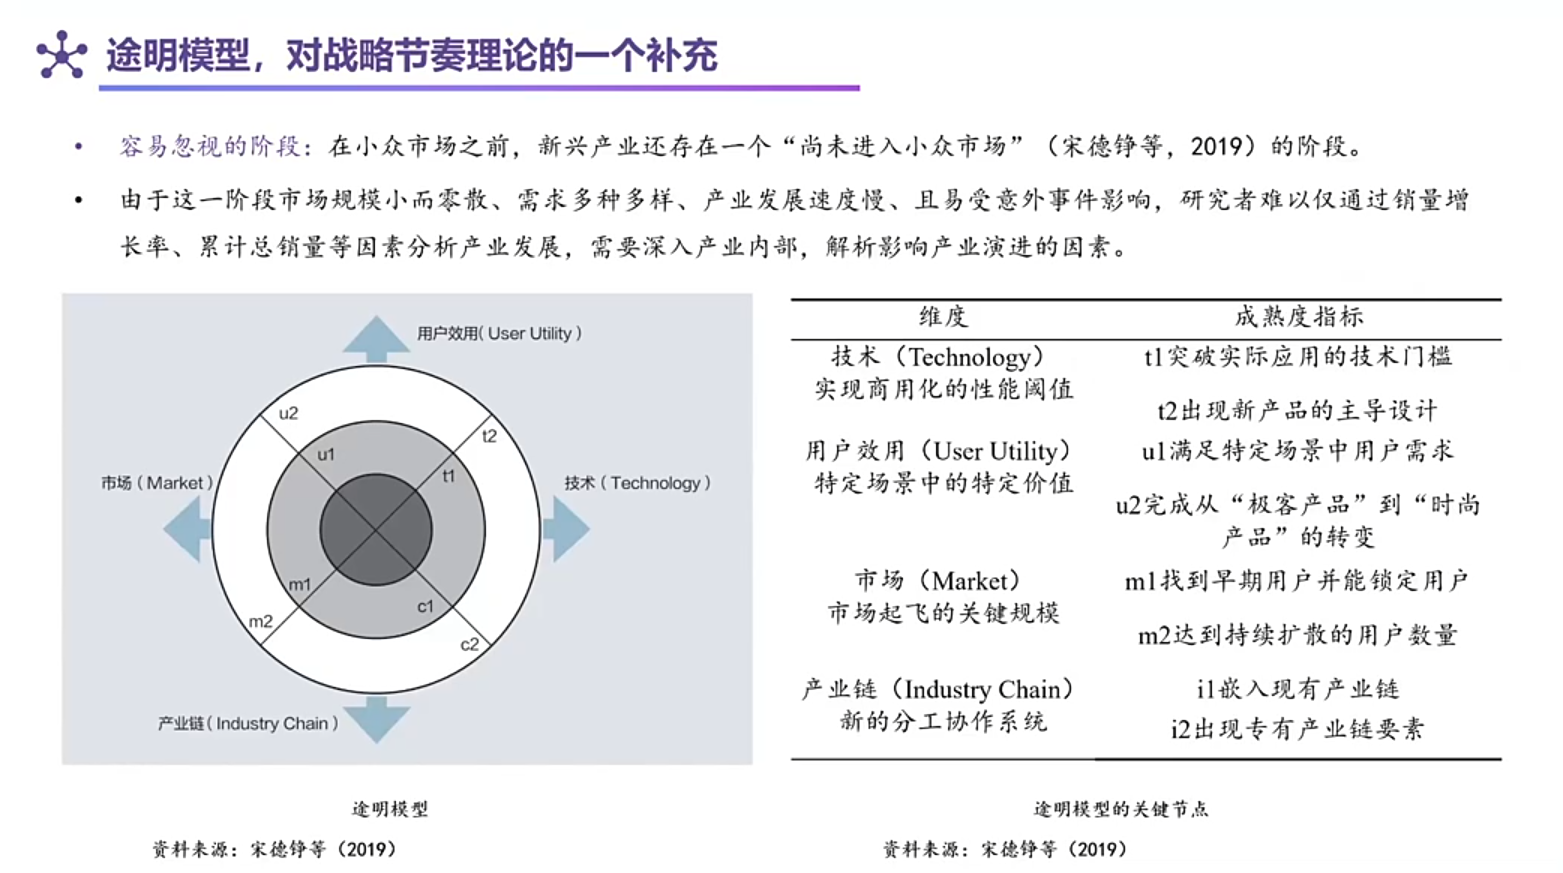 途明模型，对战略节奏理论的一个补充
• 容易忽视的阶段：在小众市场之前，新兴产业还存在一个“尚未进入小众市场”（宋德铮等，2019）的阶段。
• 由于这一阶段市场规模小而零散、需求多种多样、产业发展速度慢、且易受意外事件影响，研究者难以仅通过销量增
长率、累计总销量等因素分析产业发展，需要深入产业内部，解析影响产业演进的因素。
用户效用（User Utility）
u2
t2
u1
t1
市场（Market）
技术（Technology）
m1
c1
m2
c2
产业链（Industry Chain）
途明模型
资料来源：宋德铮等（2019）
维度 成熟度指标
技术（Technology） t1突破实际应用的技术门槛
实现商用化的性能阈值
t2出现新产品的主导设计
用户效用（User Utility） u1满足特定场景中用户需求
特定场景中的特定价值
u2完成从“极客产品”到“时尚
产品”的转变
市场（Market） m1找到早期用户并能锁定用户
市场起飞的关键规模
m2达到持续扩散的用户数量
产业链（Industry Chain） i1嵌入现有产业链
新的分工协作系统
i2出现专有产业链要素
途明模型的关键节点
资料来源：宋德铮等（2019）